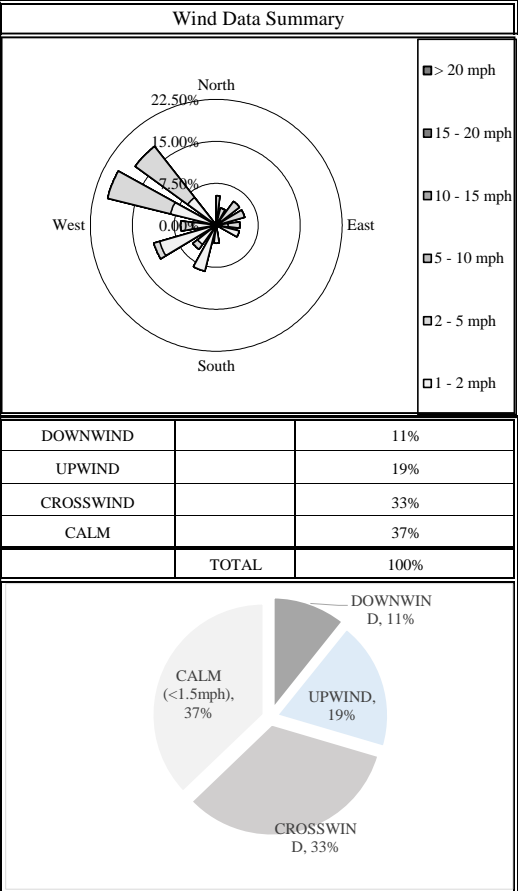 Wind Data Summary
North
22.50%
15.00%
7.50%
0.00%
West
East
South
> 20 mph
15 - 20 mph
10 - 15 mph
5 - 10 mph
2 - 5 mph
1 - 2 mph
DOWNWIND 11%
UPWIND 19%
CROSSWIND 33%
CALM 37%
TOTAL 100%
DOWNWIN
D, 11%
UPWIND,
19%
CROSSWIN
D, 33%
CALM
(<1.5mph),
37%